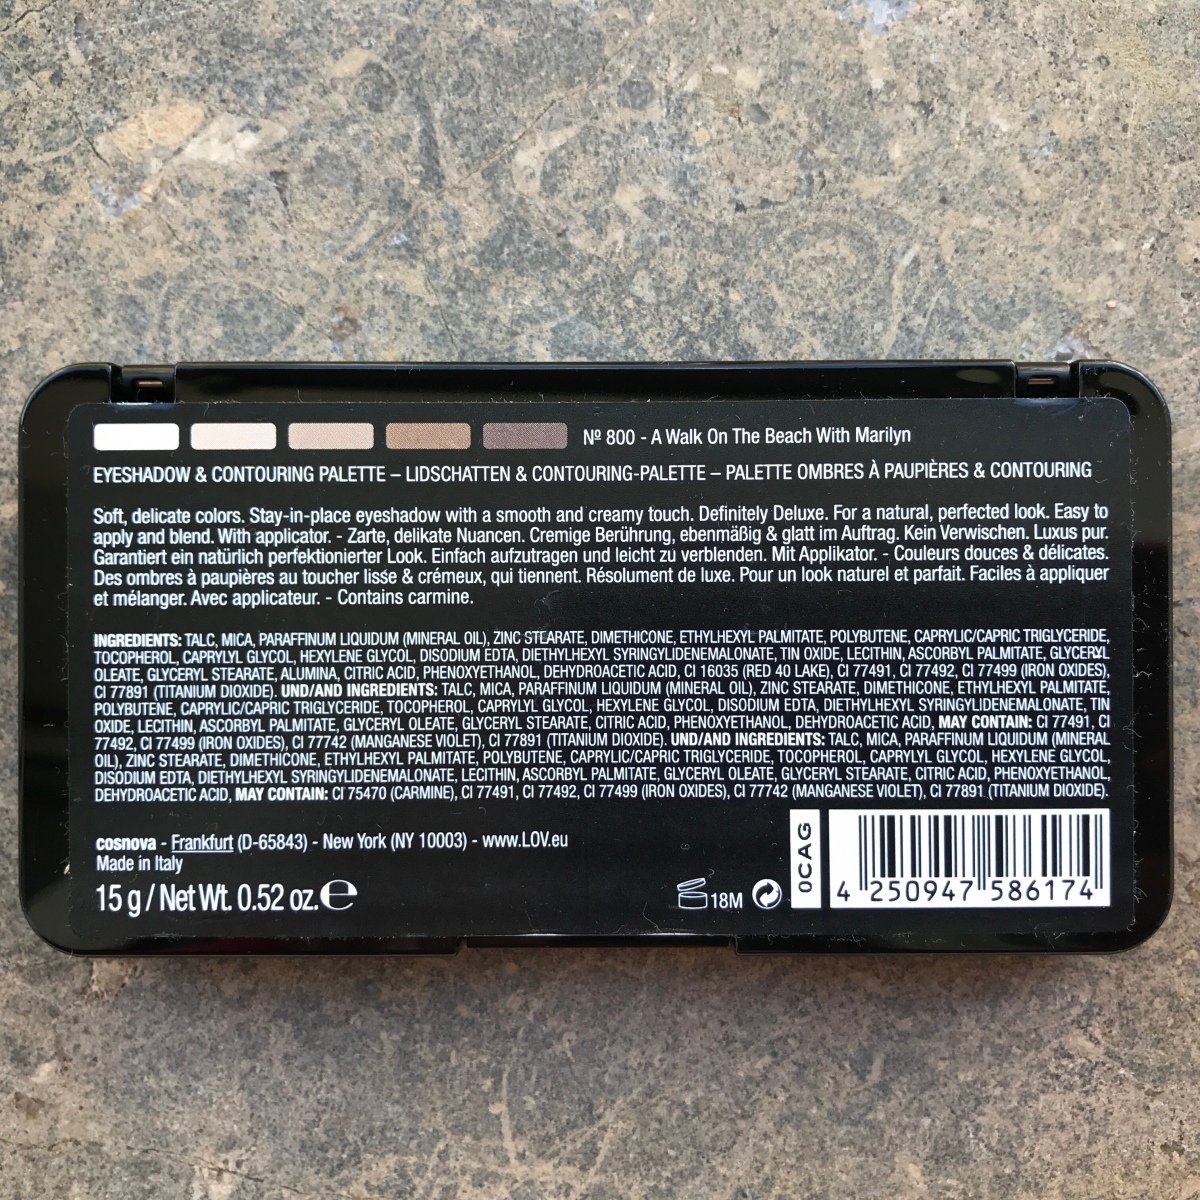 Nº 800 - A Walk On The Beach With Marilyn
EYESHADOW & CONTOURING PALETTE – LIDSCHATTEN & CONTOURING-PALETTE – PALETTE OMBRES À PAUPIÈRES & CONTOURING
Soft, delicate colors. Stay-in-place eyeshadow with a smooth and creamy touch. Definitely Deluxe. For a natural, perfected look. Easy to
apply and blend. With applicator. - Zarte, delikate Nuancen. Cremige Berührung, ebenmäßig & glatt im Auftrag. Kein Verwischen. Luxus pur.
Garantiert ein natürlich perfektionierter Look. Einfach aufzutragen und leicht zu verblenden. Mit Applikator. - Couleurs douces & délicates.
Des ombres à paupières au toucher lisse & crémeux, qui tiennent. Résolument de luxe. Pour un look naturel et parfait. Faciles à appliquer
et mélanger. Avec applicateur. - Contains carmine.
INGREDIENTS: TALC, MICA, PARAFFINUM LIQUIDUM (MINERAL OIL), ZINC STEARATE, DIMETHICONE, ETHYLHEXYL PALMITATE, POLYBUTENE, CAPRYLIC/CAPRIC TRIGLYCERIDE,
TOCOPHEROL, CAPRYLYL GLYCOL, HEXYLENE GLYCOL, DISODIUM EDTA, DIETHYLHEXYL SYRINGYLIDENEMALONATE, TIN OXIDE, LECITHIN, ASCORBYL PALMITATE, GLYCERYL
OLEATE, GLYCERYL STEARATE, ALUMINA, CITRIC ACID, PHENOXYETHANOL, DEHYDROACETIC ACID, CI 16035 (RED 40 LAKE), CI 77491, CI 77492, CI 77499 (IRON OXIDES),
CI 77891 (TITANIUM DIOXIDE). UND/AND INGREDIENTS: TALC, MICA, PARAFFINUM LIQUIDUM (MINERAL OIL), ZINC STEARATE, DIMETHICONE, ETHYLHEXYL PALMITATE,
POLYBUTENE, CAPRYLIC/CAPRIC TRIGLYCERIDE, TOCOPHEROL, CAPRYLYL GLYCOL, HEXYLENE GLYCOL, DISODIUM EDTA, DIETHYLHEXYL SYRINGYLIDENEMALONATE, TIN
OXIDE, LECITHIN, ASCORBYL PALMITATE, GLYCERYL OLEATE, GLYCERYL STEARATE, CITRIC ACID, PHENOXYETHANOL, DEHYDROACETIC ACID, MAY CONTAIN: CI 77491, CI
77492, CI 77499 (IRON OXIDES), CI 77742 (MANGANESE VIOLET), CI 77891 (TITANIUM DIOXIDE). UND/AND INGREDIENTS: TALC, MICA, PARAFFINUM LIQUIDUM (MINERAL
OIL), ZINC STEARATE, DIMETHICONE, ETHYLHEXYL PALMITATE, POLYBUTENE, CAPRYLIC/CAPRIC TRIGLYCERIDE, TOCOPHEROL, CAPRYLYL GLYCOL, HEXYLENE GLYCOL,
DISODIUM EDTA, DIETHYLHEXYL SYRINGYLIDENEMALONATE, LECITHIN, ASCORBYL PALMITATE, GLYCERYL OLEATE, GLYCERYL STEARATE, CITRIC ACID, PHENOXYETHANOL,
DEHYDROACETIC ACID, MAY CONTAIN: CI 75470 (CARMINE), CI 77491, CI 77492, CI 77499 (IRON OXIDES), CI 77742 (MANGANESE VIOLET), CI 77891 (TITANIUM DIOXIDE).
cosnova - Frankfurt (D-65843) - New York (NY 10003) - www.LOV.eu
Made in Italy
15 g / Net Wt. 0.52 oz. ℮
18M
0CAG
4 250947 586174